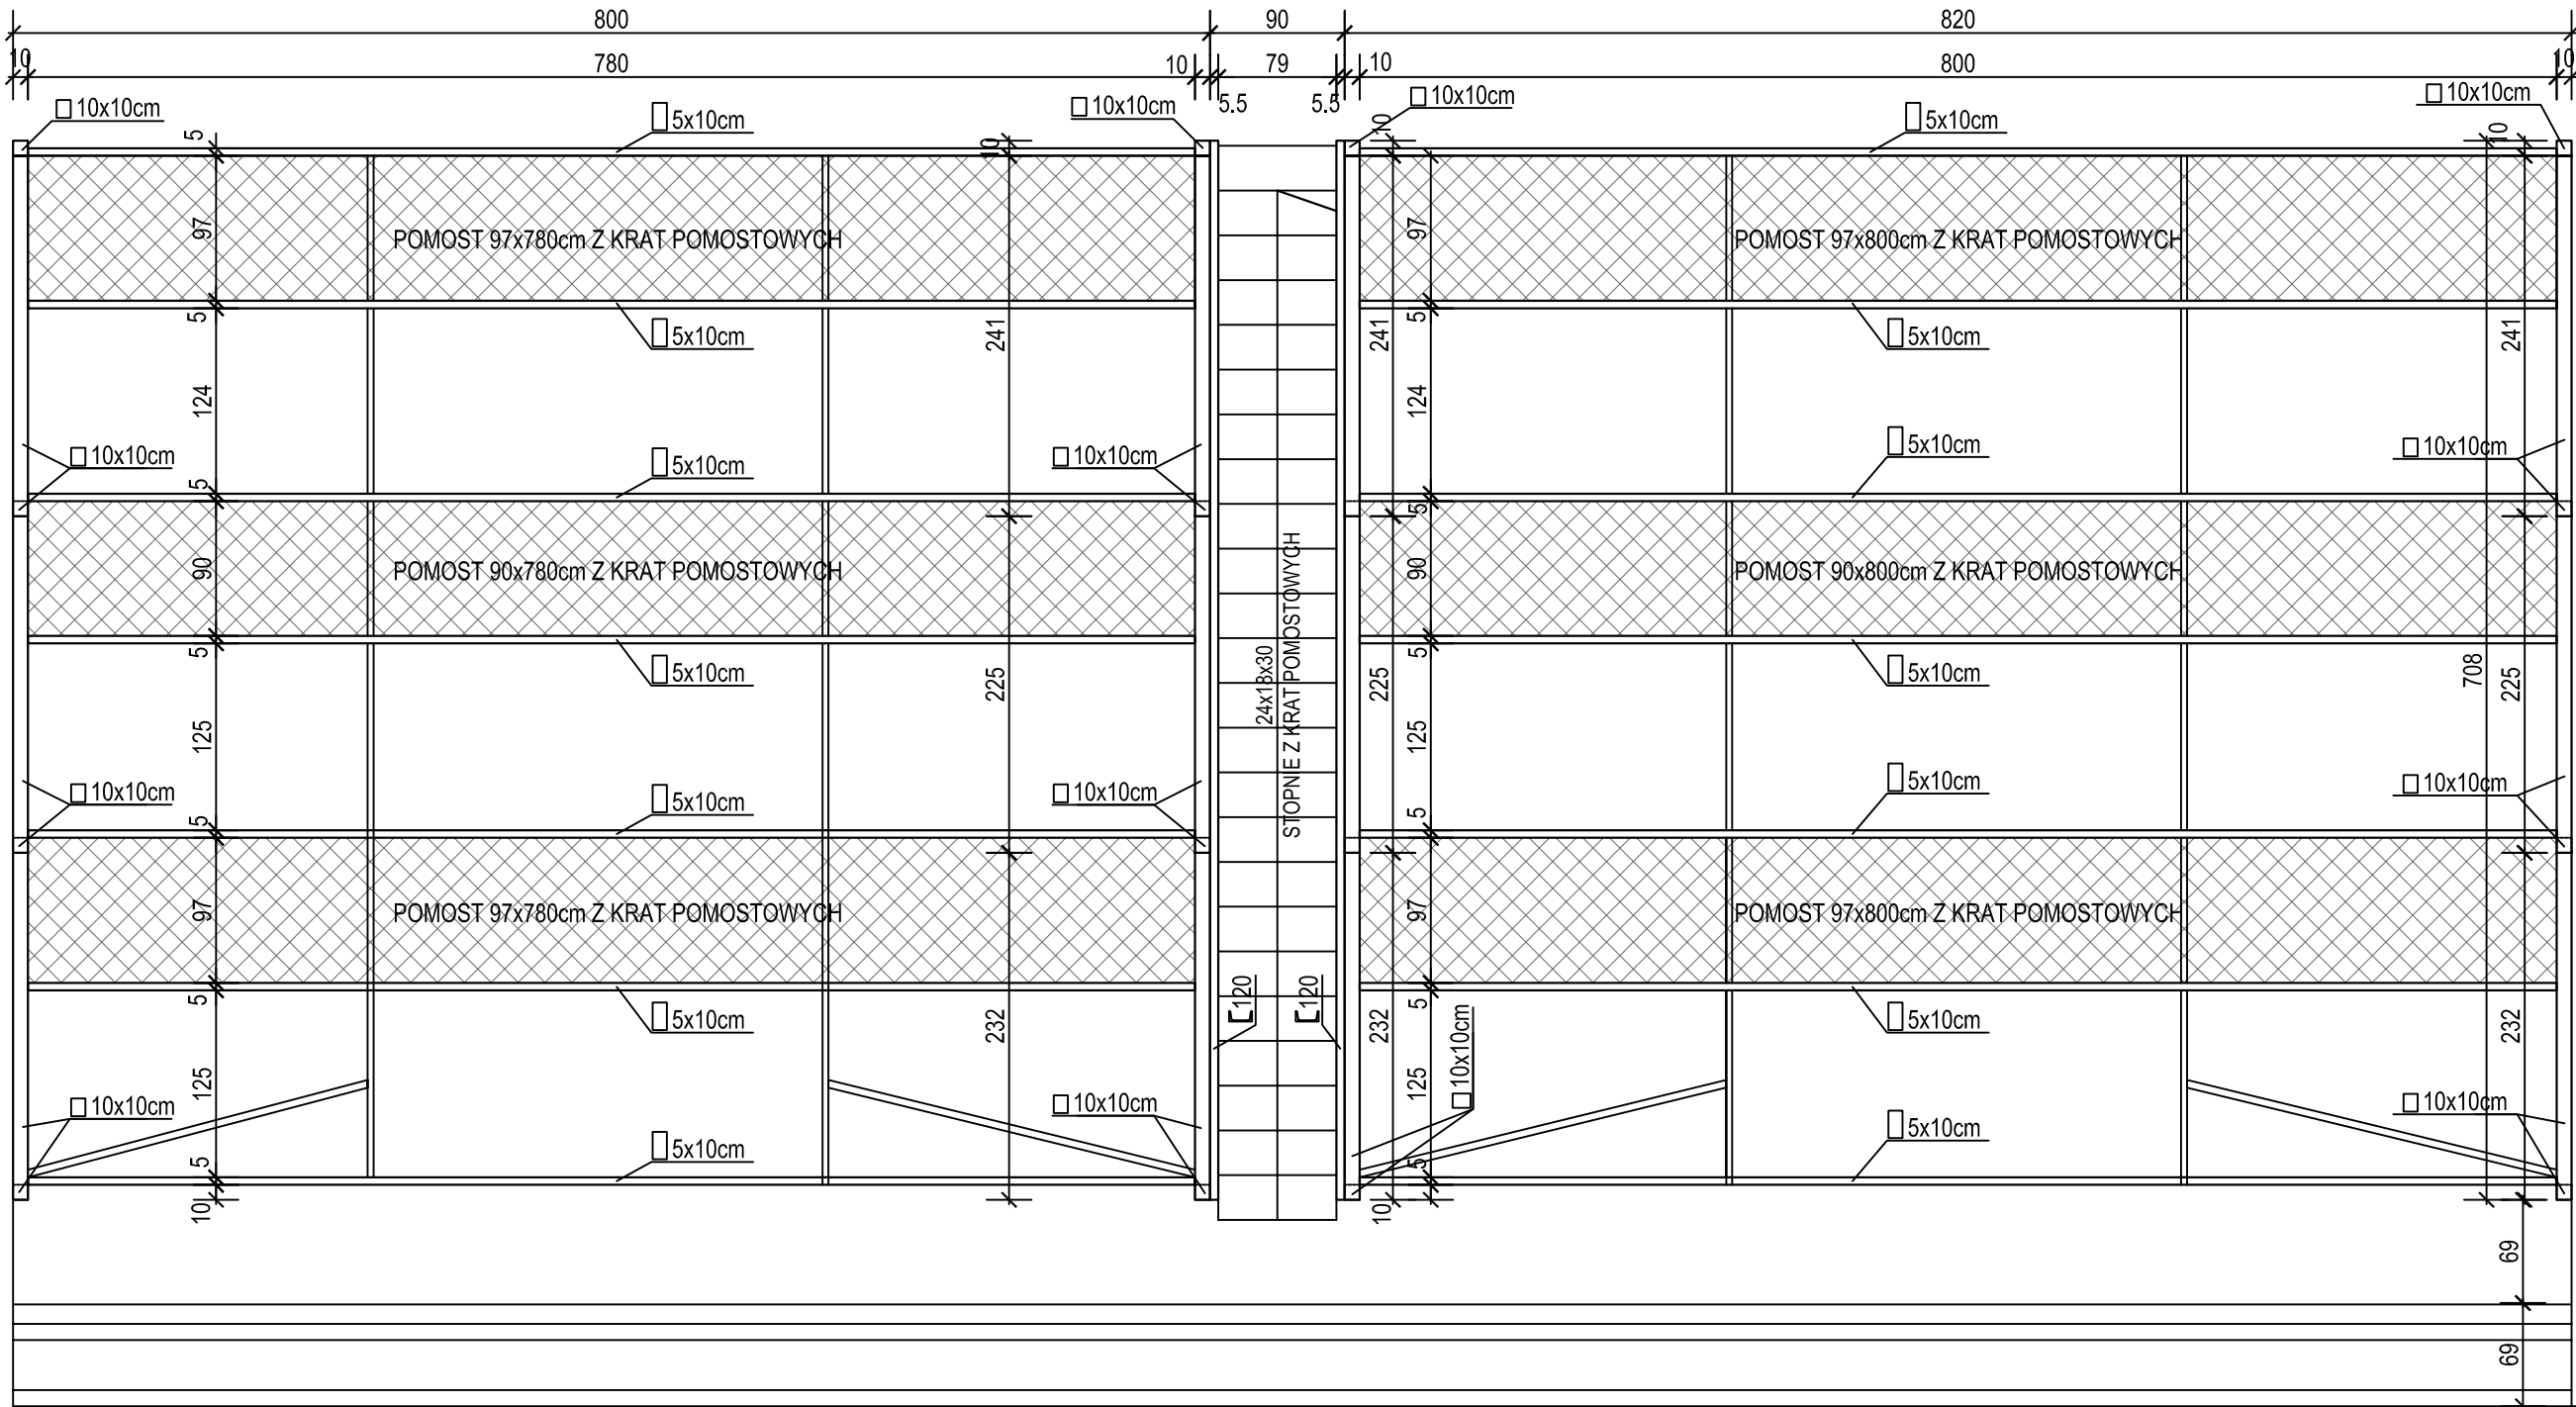 800
90
820
10
780
10
79
10
800
10
5.5
5.5
10x10cm
5x10cm
10x10cm
10x10cm
5x10cm
10x10cm
5
10
10
10
97
POMOST 97x780cm Z KRAT POMOSTOWYCH
97
POMOST 97x800cm Z KRAT POMOSTOWYCH
5
5x10cm
241
241
5
5x10cm
241
124
124
10x10cm
5x10cm
10x10cm
5x10cm
10x10cm
5
5
90
POMOST 90x780cm Z KRAT POMOSTOWYCH
90
POMOST 90x800cm Z KRAT POMOSTOWYCH
24x18x30
STOPNIE Z KRAT POMOSTOWYCH
5
5x10cm
225
225
5
5x10cm
708
225
125
125
10x10cm
5x10cm
10x10cm
5x10cm
10x10cm
5
5
97
POMOST 97x780cm Z KRAT POMOSTOWYCH
97
POMOST 97x800cm Z KRAT POMOSTOWYCH
5
5x10cm
232
120
120
232
5
10x10cm
5x10cm
232
125
125
10x10cm
10x10cm
10x10cm
5
5x10cm
5
5x10cm
10
10
69
69